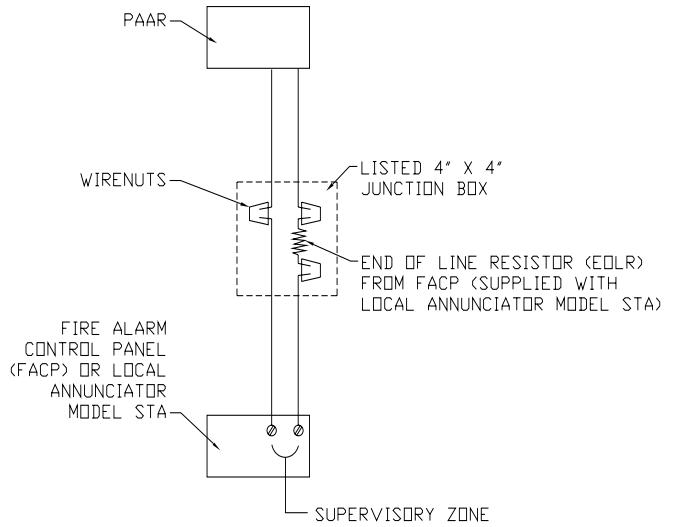 PAAR
WIRENUTS
LISTED 4" X 4"
JUNCTION BOX
END OF LINE RESISTOR (EOLR)
FROM FACP (SUPPLIED WITH
LOCAL ANNUNCIATOR MODEL STA)
FIRE ALARM
CONTROL PANEL
(FACP) OR LOCAL
ANNUNCIATOR
MODEL STA
SUPERVISORY ZONE